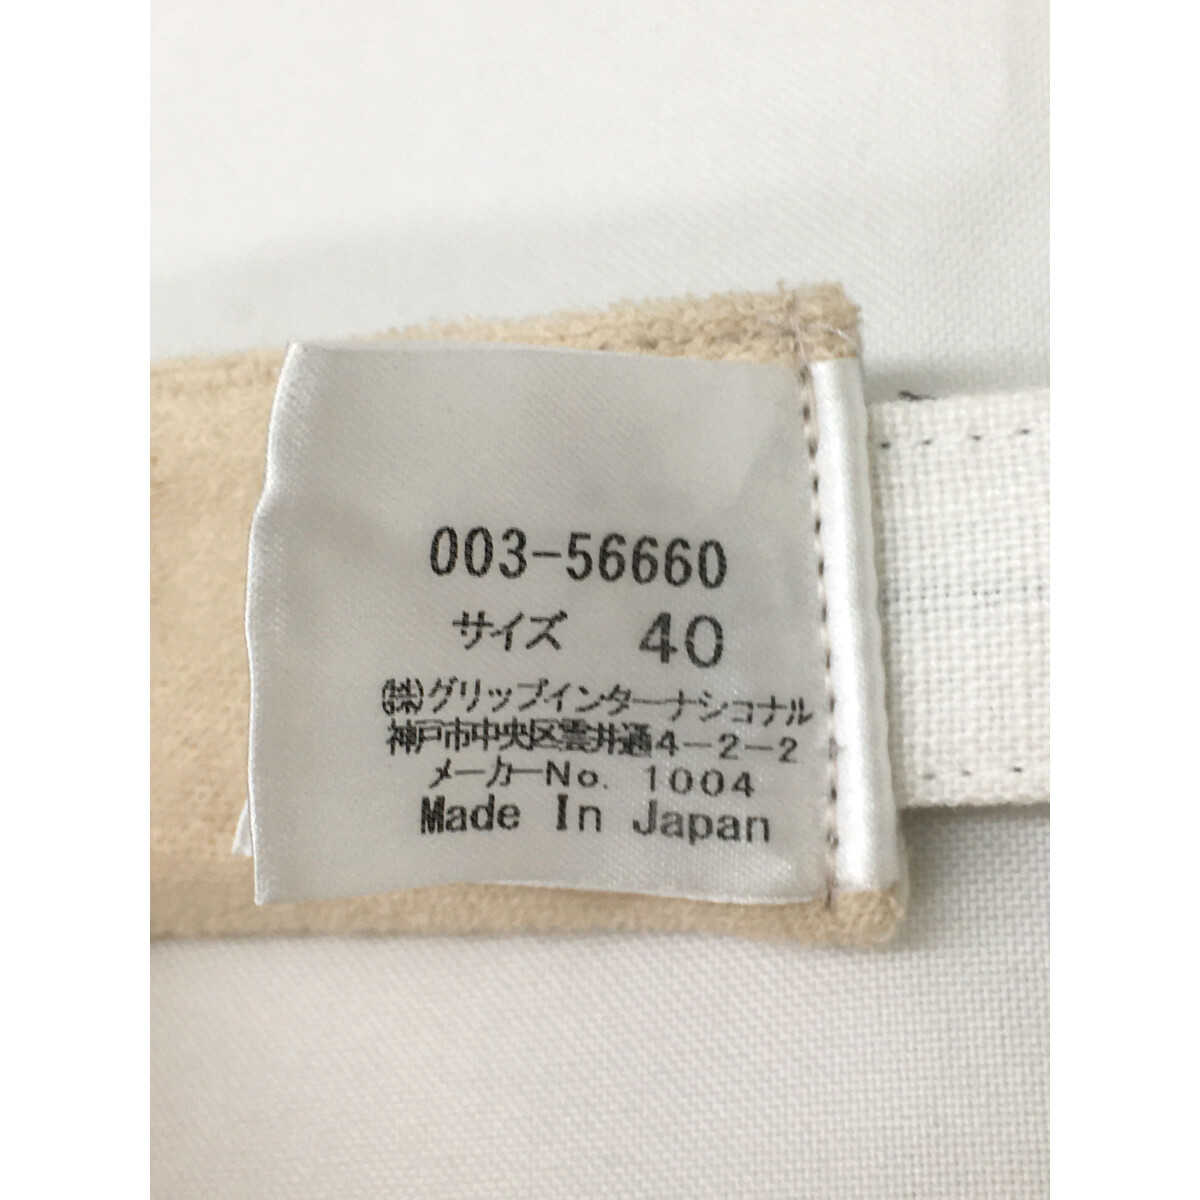 003-56660
サイズ 40
㈱グリップインターナショナル
神戸市中央区雲井通4-2-2
メーカーNo. 1004
Made In Japan